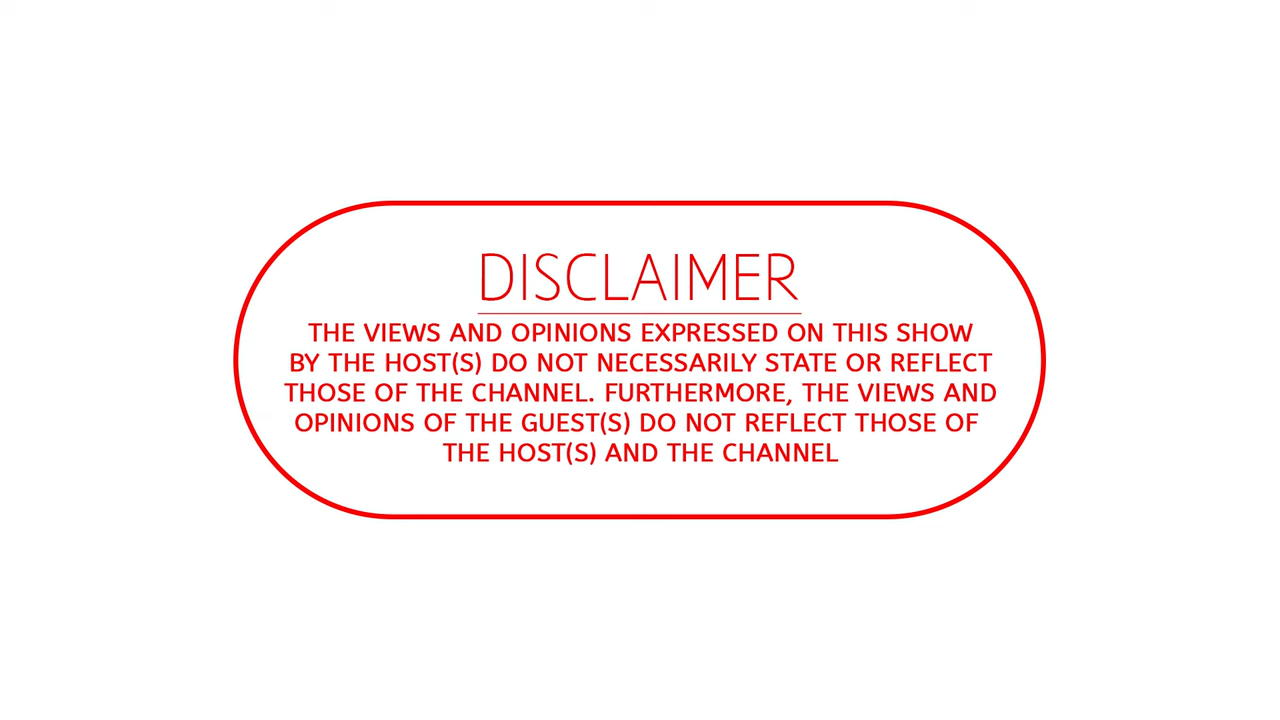 DISCLAIMER
THE VIEWS AND OPINIONS EXPRESSED ON THIS SHOW
BY THE HOST(S) DO NOT NECESSARILY STATE OR REFLECT
THOSE OF THE CHANNEL. FURTHERMORE, THE VIEWS AND
OPINIONS OF THE GUEST(S) DO NOT REFLECT THOSE OF
THE HOST(S) AND THE CHANNEL